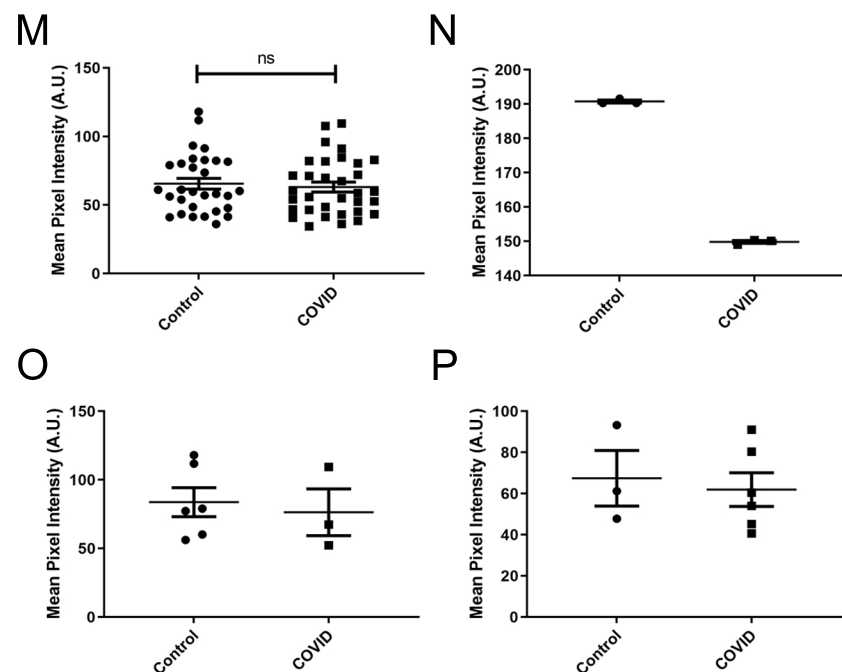 M
ns
Mean Pixel Intensity (A.U.)
150
100
50
0
Control
COVID
N
Mean Pixel Intensity (A.U.)
200
190
180
170
160
150
140
Control
COVID
O
Mean Pixel Intensity (A.U.)
150
100
50
0
Control
COVID
P
Mean Pixel Intensity (A.U.)
100
80
60
40
20
0
Control
COVID